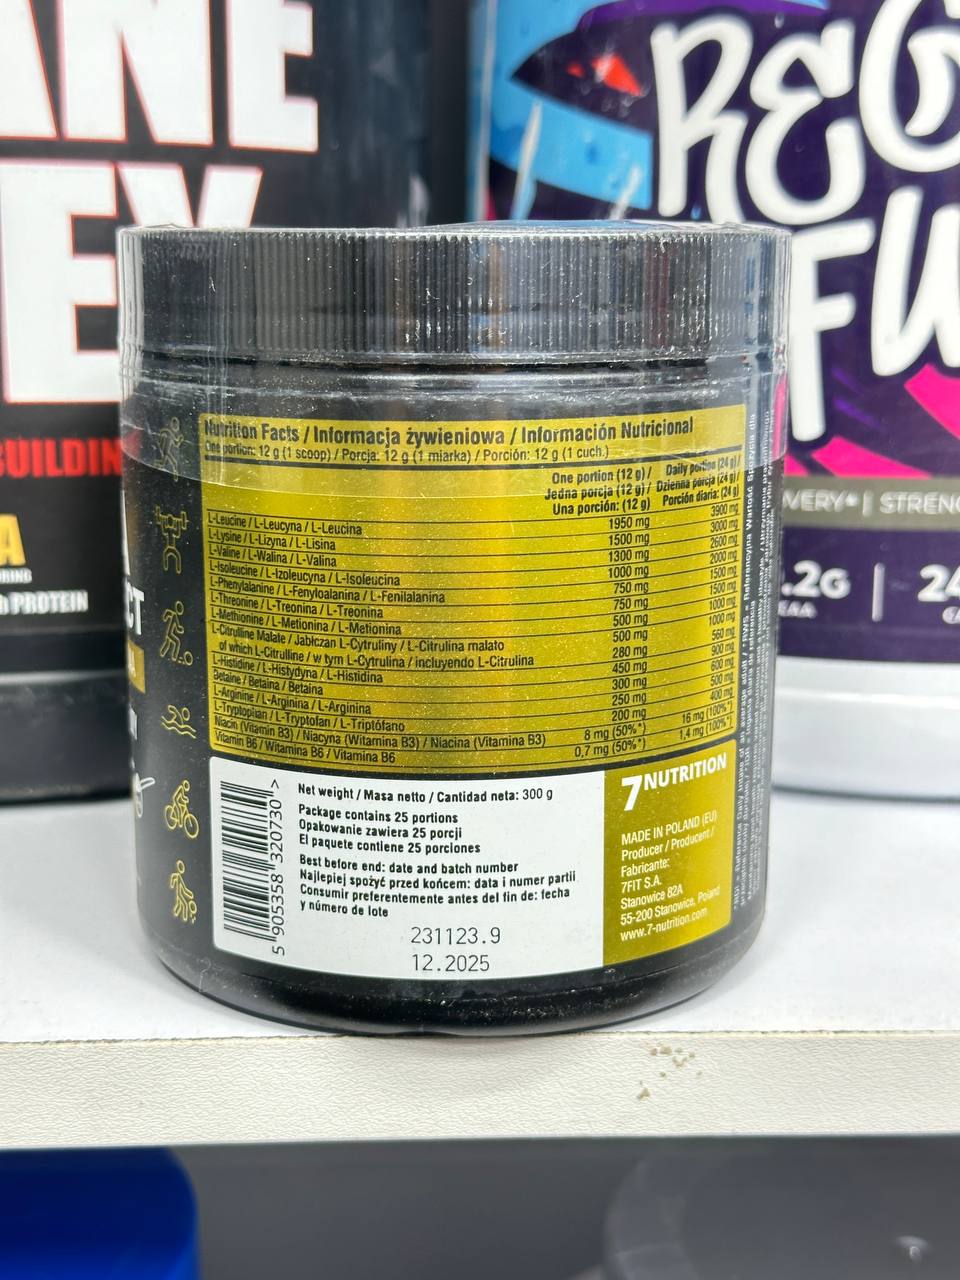 ANE
EY
BUILDIN
PROTEIN
REG
FU
VERY* | STRENG
.2G
24
CT
Nutrition Facts / Informacja żywieniowa / Información Nutricional
One portion: 12 g (1 scoop) / Porcja: 12 g (1 miarka) / Porción: 12 g (1 cuch.)
One portion (12 g) / Daily portion (24 g) /
Jedna porcja (12 g) / Dzienna porcja (24 g) /
Una porción: (12 g) Porción diaria: (24 g)
L-Leucine / L-Leucyna / L-Leucina 1950 mg 3900 mg
L-Lysine / L-Lizyna / L-Lisina 1500 mg 3000 mg
L-Valine / L-Walina / L-Valina 1300 mg 2600 mg
L-Isoleucine / L-Izoleucyna / L-Isoleucina 1000 mg 2000 mg
L-Phenylalanine / L-Fenyloalanina / L-Fenilalanina 750 mg 1500 mg
L-Threonine / L-Treonina / L-Treonina 750 mg 1500 mg
L-Methionine / L-Metionina / L-Metionina 500 mg 1000 mg
L-Citrulline Malate / Jabłczan L-Cytruliny / L-Citrulina malato 500 mg 1000 mg
of which L-Citrulline / w tym L-Cytrulina / incluyendo L-Citrulina 280 mg 560 mg
L-Histidine / L-Histydyna / L-Histidina 450 mg 900 mg
Betaine / Betaina / Betaina 300 mg 600 mg
L-Arginine / L-Arginina / L-Arginina 250 mg 500 mg
L-Tryptophan / L-Tryptofan / L-Triptófano 200 mg 400 mg
Niacin (Vitamin B3) / Niacyna (Witamina B3) / Niacina (Vitamina B3) 8 mg (50%*) 16 mg (100%*)
Vitamin B6 / Witamina B6 / Vitamina B6 0,7 mg (50%*) 1,4 mg (100%*)
5 905358 320730 >
Net weight / Masa netto / Cantidad neta: 300 g
Package contains 25 portions
Opakowanie zawiera 25 porcji
El paquete contiene 25 porciones
Best before end: date and batch number
Najlepiej spożyć przed końcem: data i numer partii
Consumir preferentemente antes del fin de: fecha
y número de lote
231123.9
12.2025
7NUTRITION
MADE IN POLAND (EU)
Producer / Producent /
Fabricante:
7FIT S.A.
Stanowice 82A
55-200 Stanowice, Poland
www.7-nutrition.com